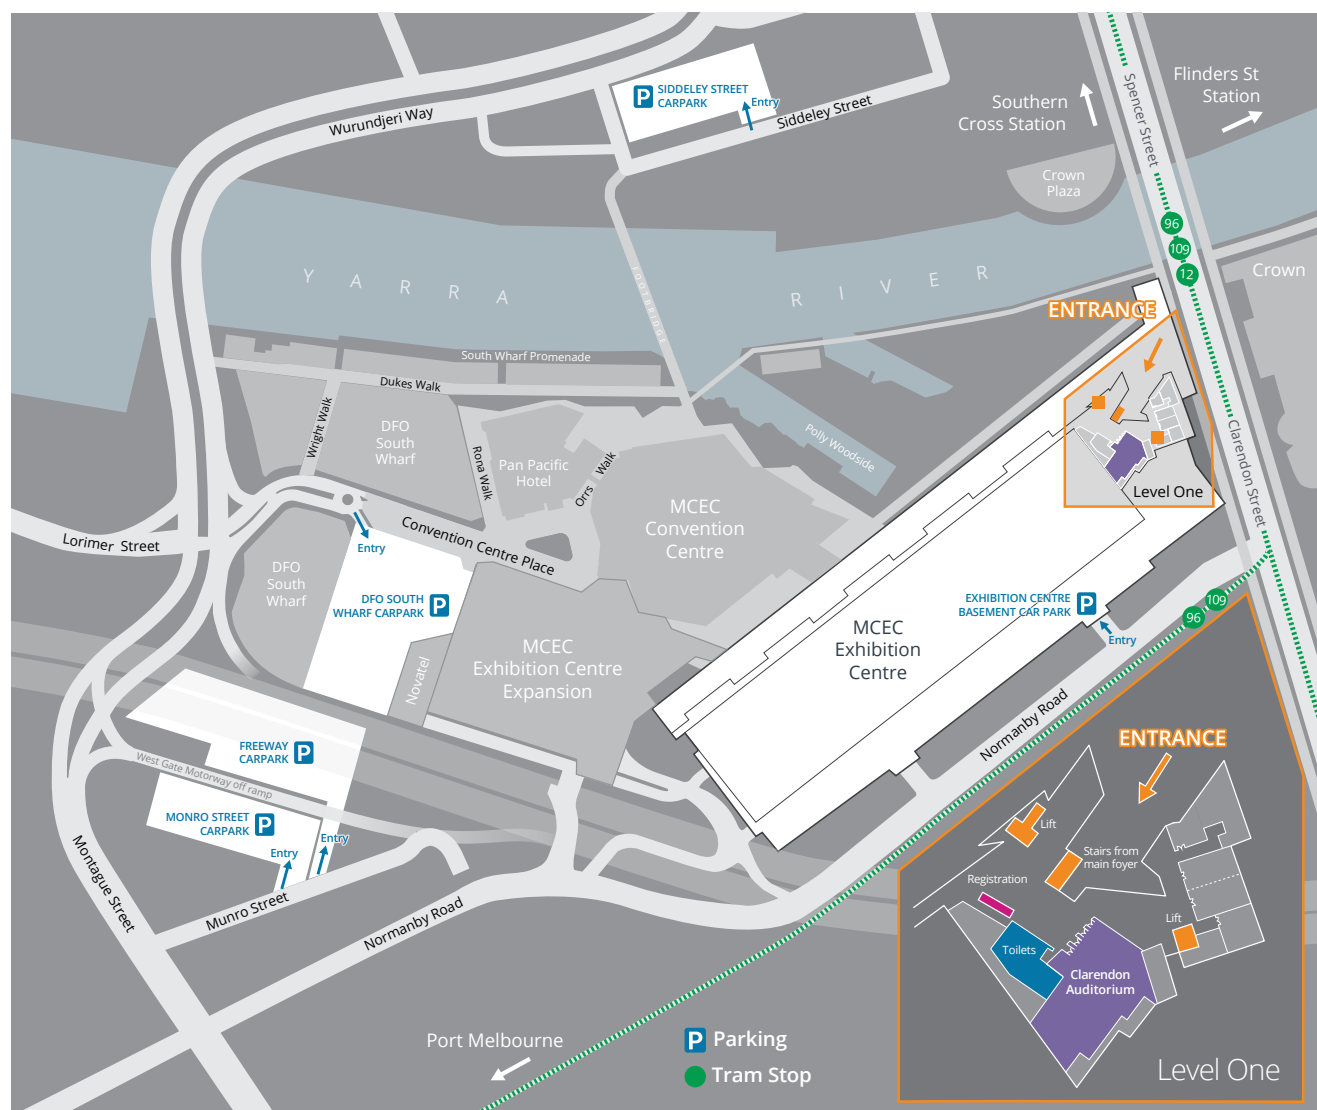 SIDDELEY STREET
CARPARK
P
Entry
Siddeley Street
Wurundjeri Way
Southern
Cross Station
Flinders St
Station
Spencer Street
Crown
Plaza
96
109
12
Crown
YARRA RIVER
FOOTBRIDGE
ENTRANCE
South Wharf Promenade
Dukes Walk
Wright Walk
DFO
South
Wharf
Rona Walk
Pan Pacific
Hotel
Orrs Walk
Polly Woodside
MCEC
Convention
Centre
Level One
Clarendon Street
Lorimer Street
Entry
Convention Centre Place
DFO
South
Wharf
DFO SOUTH
WHARF CARPARK
P
EXHIBITION CENTRE
BASEMENT CAR PARK
P
Entry
109
96
MCEC
Exhibition
Centre
MCEC
Exhibition Centre
Expansion
Novatel
Normanby Road
FREEWAY
CARPARK
P
West Gate Motorway off ramp
MONRO STREET
CARPARK
P
Entry
Entry
Montague Street
Munro Street
Normanby Road
ENTRANCE
Lift
Stairs from
main foyer
Registration
Lift
Toilets
Clarendon
Auditorium
Level One
Port Melbourne
P Parking
Tram Stop